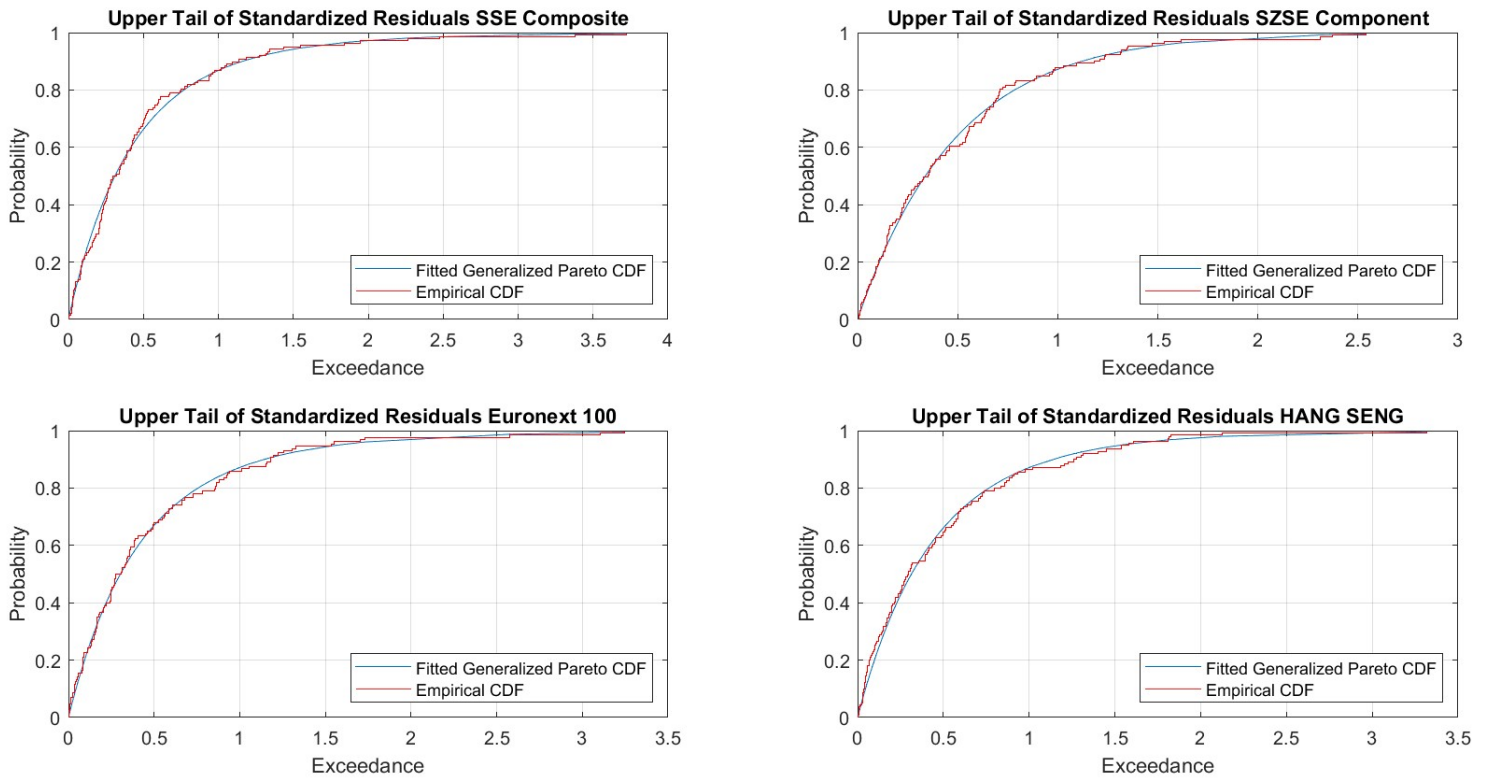 Upper Tail of Standardized Residuals SSE Composite
1
0.8
0.6
0.4
0.2
0
Probability
Fitted Generalized Pareto CDF
Empirical CDF
0 0.5 1 1.5 2 2.5 3 3.5 4
Exceedance
Upper Tail of Standardized Residuals SZSE Component
1
0.8
0.6
0.4
0.2
0
Probability
Fitted Generalized Pareto CDF
Empirical CDF
0 0.5 1 1.5 2 2.5 3
Exceedance
Upper Tail of Standardized Residuals Euronext 100
1
0.8
0.6
0.4
0.2
0
Probability
Fitted Generalized Pareto CDF
Empirical CDF
0 0.5 1 1.5 2 2.5 3 3.5
Exceedance
Upper Tail of Standardized Residuals HANG SENG
1
0.8
0.6
0.4
0.2
0
Probability
Fitted Generalized Pareto CDF
Empirical CDF
0 0.5 1 1.5 2 2.5 3 3.5
Exceedance